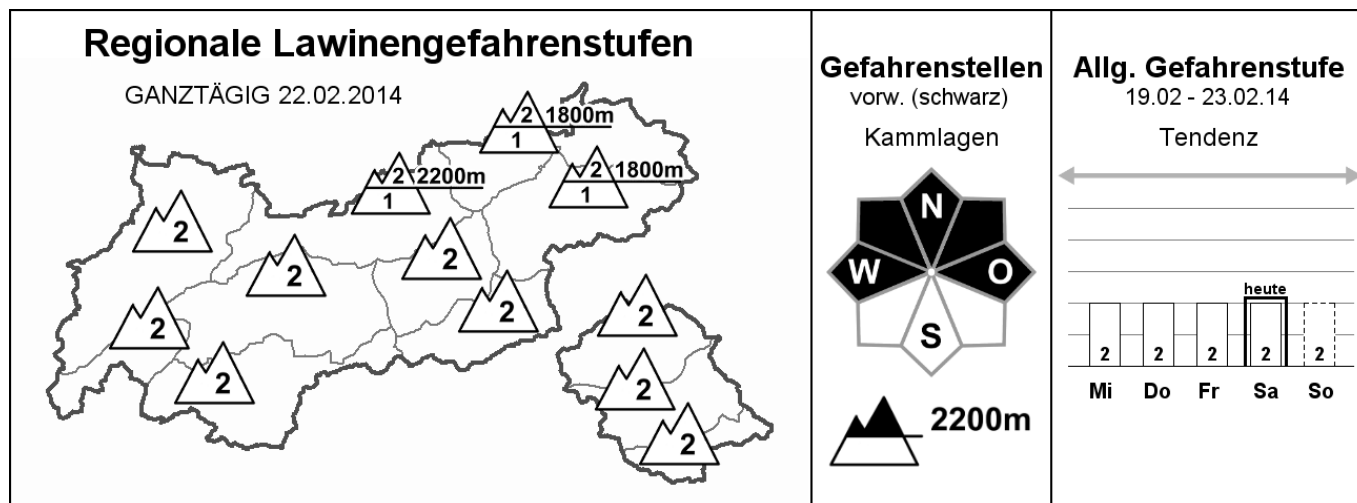 Regionale Lawinengefahrenstufen
GANZTÄGIG 22.02.2014
2 1800m
1
2 2200m
1
2 1800m
1
2
2
2
2
2
2
2
2
2
Gefahrenstellen
vorw. (schwarz)
Kammlagen
N
W O
S
2200m
Allg. Gefahrenstufe
19.02 - 23.02.14
Tendenz
heute
2 2 2 2 2
Mi Do Fr Sa So